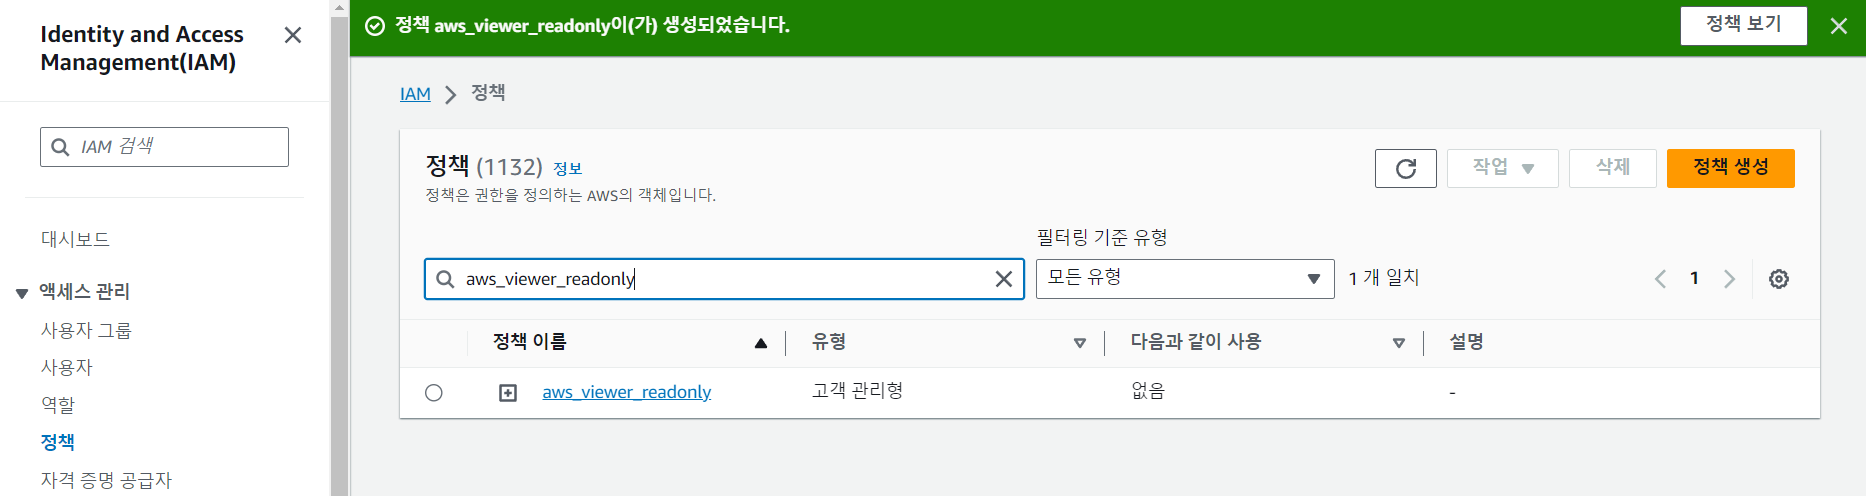 Identity and Access
Management(IAM)
IAM 검색
대시보드
액세스 관리
사용자 그룹
사용자
역할
정책
자격 증명 공급자
정책 aws_viewer_readonly이(가) 생성되었습니다.
정책 보기
IAM
정책
정책 (1132) 정보
정책은 권한을 정의하는 AWS의 객체입니다.
작업
삭제
정책 생성
필터링 기준 유형
aws_viewer_readonly
모든 유형
1 개 일치
1
정책 이름 유형 다음과 같이 사용 설명
aws_viewer_readonly 고객 관리형 없음 -